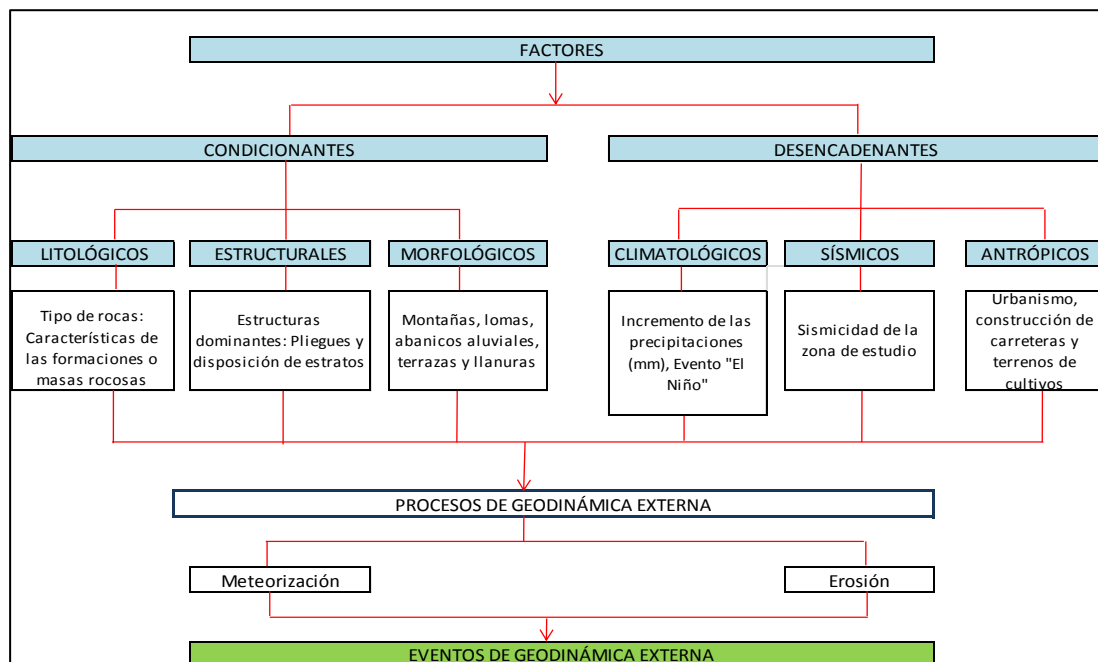 FACTORES
CONDICIONANTES
DESENCADENANTES
LITOLÓGICOS
ESTRUCTURALES
MORFOLÓGICOS
CLIMATOLÓGICOS
SÍSMICOS
ANTRÓPICOS
Tipo de rocas:
Características de
las formaciones o
masas rocosas
Estructuras
dominantes: Pliegues y
disposición de estratos
Montañas, lomas,
abanicos aluviales,
terrazas y llanuras
Incremento de las
precipitaciones
(mm), Evento "El
Niño"
Sismicidad de la
zona de estudio
Urbanismo,
construcción de
carreteras y
terrenos de
cultivos
PROCESOS DE GEODINÁMICA EXTERNA
Meteorización
Erosión
EVENTOS DE GEODINÁMICA EXTERNA